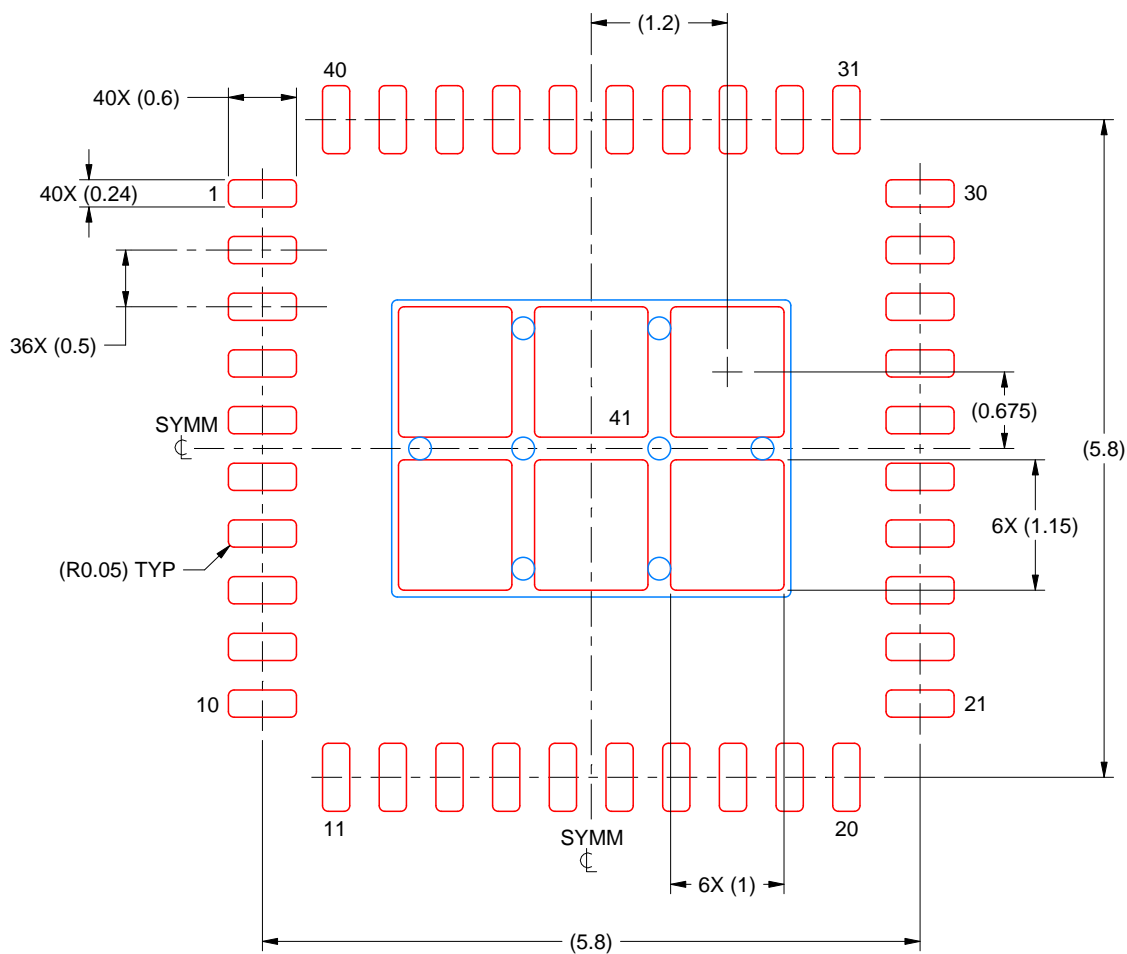 (1.2)
40
31
40X (0.6)
40X (0.24)
1
30
36X (0.5)
(0.675)
41
SYMM
℄
(5.8)
6X (1.15)
(R0.05) TYP
10
21
11
20
SYMM
℄
6X (1)
(5.8)